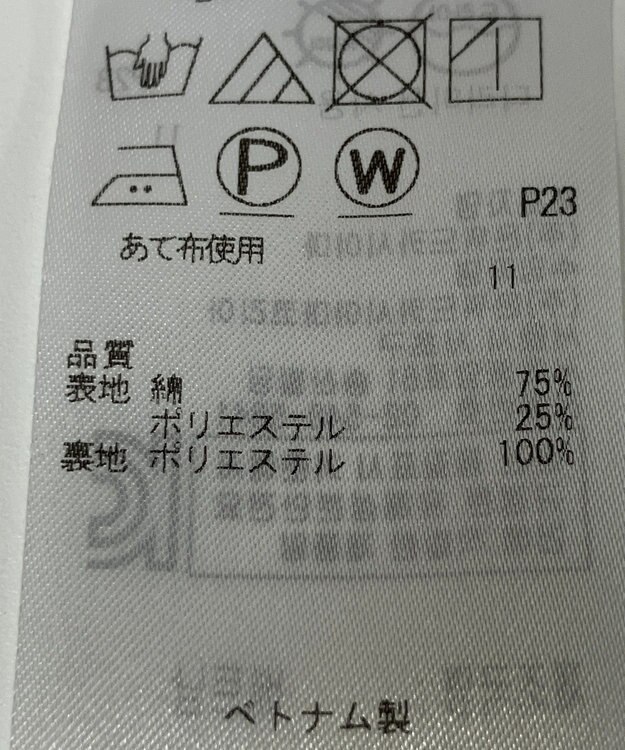 P W
P23
あて布使用
11
品質
表地 綿 75%
ポリエステル 25%
裏地 ポリエステル 100%
ベトナム製